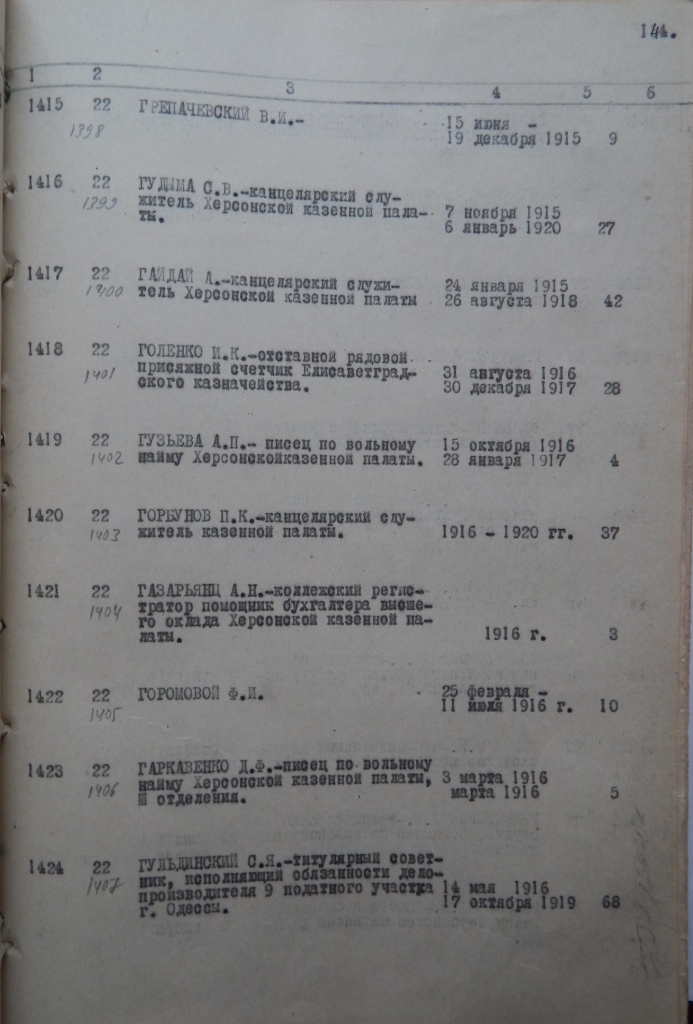 144.
1 2 3 4 5 6
1415 22 ГРЕПАЧЕВСКИЙ В.И.-
1398
15 июня -
19 декабря 1915 9
1416 22 ГУДЫМА С.В.-канцелярский слу-
1399 житель Херсонской казенной пала- 7 ноября 1915
ты. 6 январь 1920 27
1417 22 ГАЙДАЙ А.-канцелярский служи- 24 января 1915
1400 тель Херсонской казенной палаты 26 августа 1918 42
1418 22 ГОЛЕНКО И.К.-отставной рядовой
1401 присяжной счетчик Елисаветград- 31 августа 1916
ского казначейства. 30 декабря 1917 28
1419 22 ГУЗЬЕВА А.П.- писец по вольному 15 октября 1916
1402 найму Херсонскойказенной палаты. 28 января 1917 4
1420 22 ГОРБУНОВ П.К.-канцелярский слу-
1403 житель казенной палаты. 1916 - 1920 гг. 37
1421 22 ГАЗАРЬЯНЦ А.Н.-коллежский регис-
1404 тратор помощник бухгалтера высше-
го оклада Херсонской казенной па-
латы. 1916 г. 3
1422 22 ГОРОМОВОЙ Ф.И. 25 февраля -
1405 11 июля 1916 г. 10
1423 22 ГАРКАВЕНКО Д.Ф.-писец по вольному
1406 найму Херсонской казенной палаты, 3 марта 1916
Ш отделения. марта 1916 5
1424 22 ГУЛЬДИНСКИЙ С.Я.-титулярный совет-
1407 ник, исполняющий обязанности дело-
производителя 9 податного участка 14 мая 1916
г. Одессы. 17 октября 1919 68